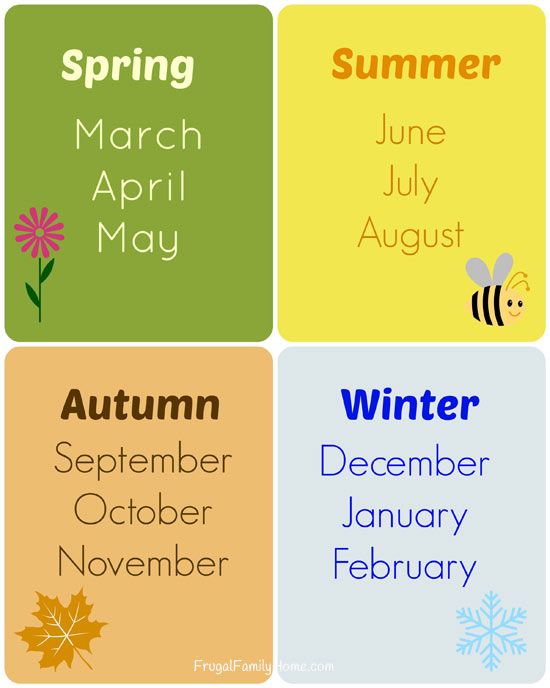 Spring
March
April
May
Summer
June
July
August
Autumn
September
October
November
Winter
December
January
February
FrugalFamilyHome.com